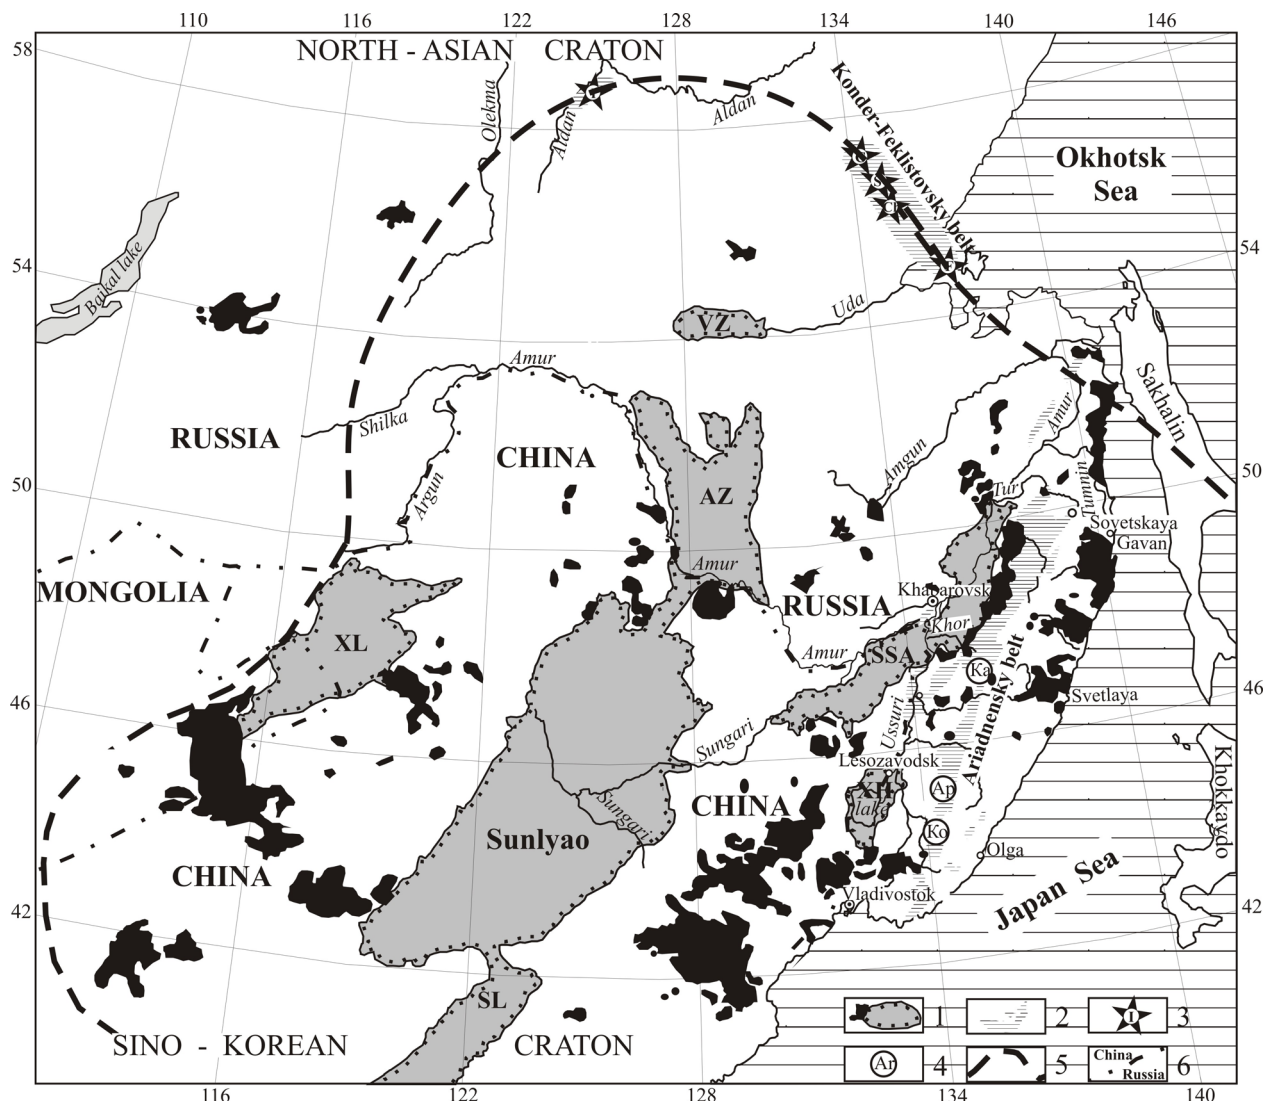 110
116
122
128
134
140
146
58
NORTH - ASIAN CRATON
Olekma
Aldan
Aldan
Konder-Feklistovsky belt
Okhotsk
Sea
54
54
Baikal lake
VZ
Uda
Amur
Shilka
Argun
RUSSIA
CHINA
AZ
Amgun
Amur
Sakhalin
50
50
Tur
Tumnin
Sovetskaya
Gavan
MONGOLIA
Amur
RUSSIA
Khabarovsk
Khor
XL
Amur
SSA
Ka
46
46
Svetlaya
Ussuri
Ariadnensky belt
Sungari
Lesozavodsk
Khokkaydo
Sungari
CHINA
XH
lake
Ap
Sunlyao
Ko
Olga
CHINA
Vladivostok
Japan Sea
42
42
SL
SINO - KOREAN CRATON
1
2
I
3
Ar
4
5
China
Russia
6
116
122
128
134
140